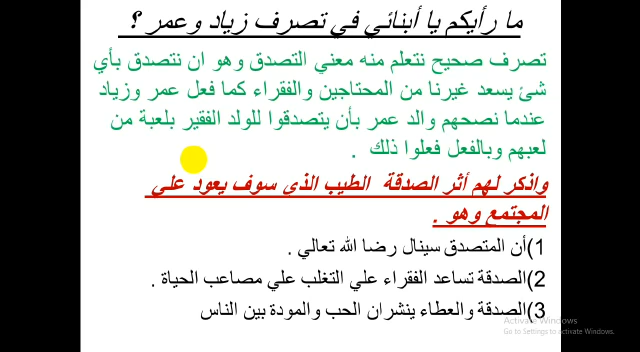 ما رأيكم يا أبنائي في تصرف زياد وعمر ؟
تصرف صحيح نتعلم منه معني التصدق وهو ان نتصدق بأي
شئ يسعد غيرنا من المحتاجين والفقراء كما فعل عمر وزياد
عندما نصحهم والد عمر بأن يتصدقوا للولد الفقير بلعبة من
لعبهم وبالفعل فعلوا ذلك .
واذكر لهم أثر الصدقة الطيب الذي سوف يعود علي
المجتمع وهو .
1)أن المتصدق سينال رضا الله تعالي .
2)الصدقة تساعد الفقراء علي التغلب علي مصاعب الحياة .
3)الصدقة والعطاء ينشران الحب والمودة بين الناس
Activate Windows
Go to Settings to activate Windows.